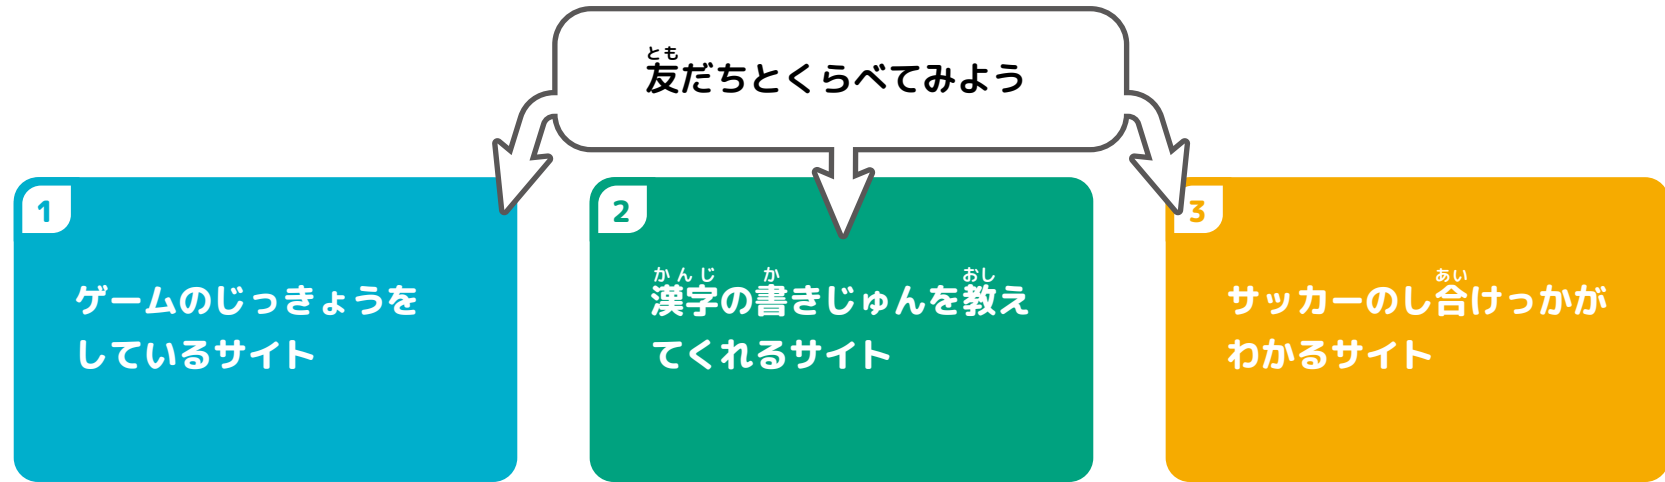 友だちとくらべてみよう
とも
1
ゲームのじっきょうを
しているサイト
2
漢字の書きじゅんを教え
かんじ か おし
てくれるサイト
3
サッカーのし合けっかが
あい
わかるサイト